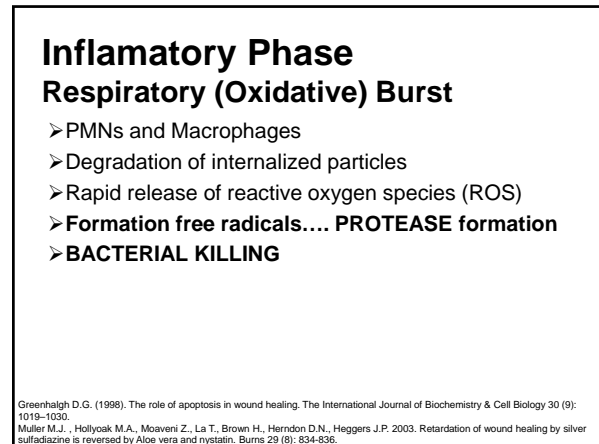 Inflamatory Phase
Respiratory (Oxidative) Burst
➢PMNs and Macrophages
➢Degradation of internalized particles
➢Rapid release of reactive oxygen species (ROS)
➢Formation free radicals…. PROTEASE formation
➢BACTERIAL KILLING
Greenhalgh D.G. (1998). The role of apoptosis in wound healing. The International Journal of Biochemistry & Cell Biology 30 (9):
1019–1030.
Muller M.J. , Hollyoak M.A., Moaveni Z., La T., Brown H., Herndon D.N., Heggers J.P. 2003. Retardation of wound healing by silver
sulfadiazine is reversed by Aloe vera and nystatin. Burns 29 (8): 834-836.